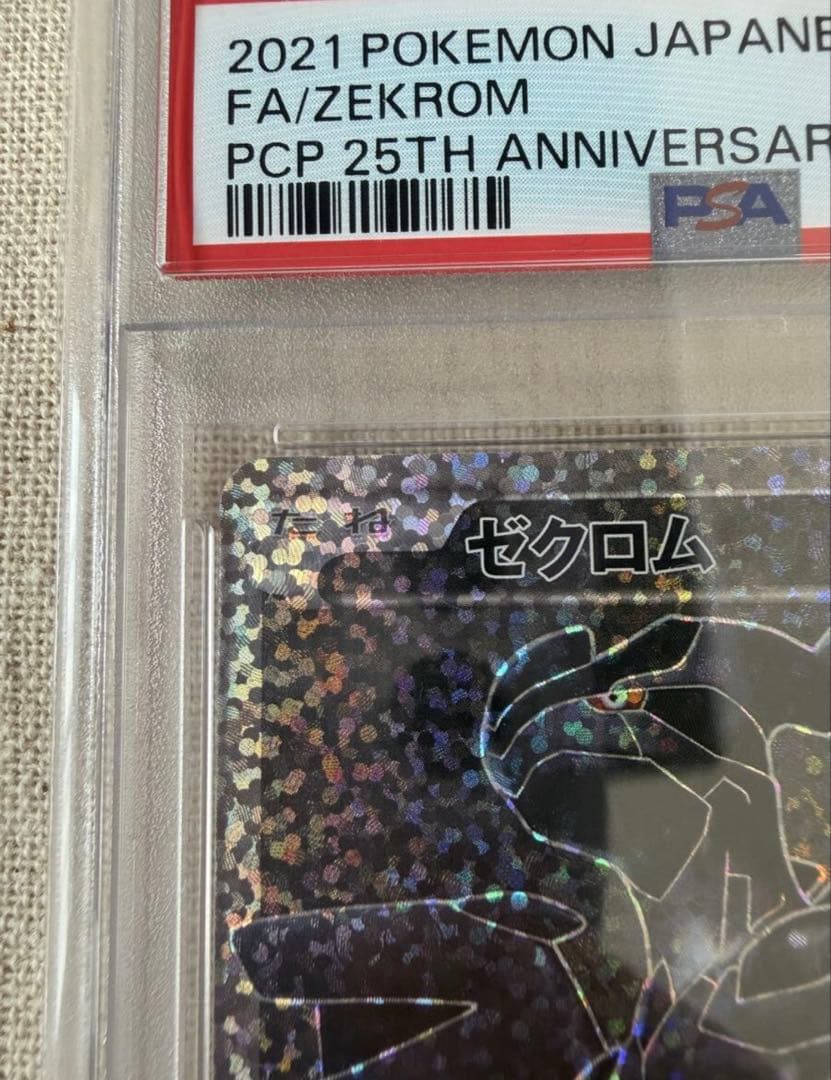 2021 POKEMON JAPANE
FA/ZEKROM
PCP 25TH ANNIVERSAR
PSA
たね
ゼクロム